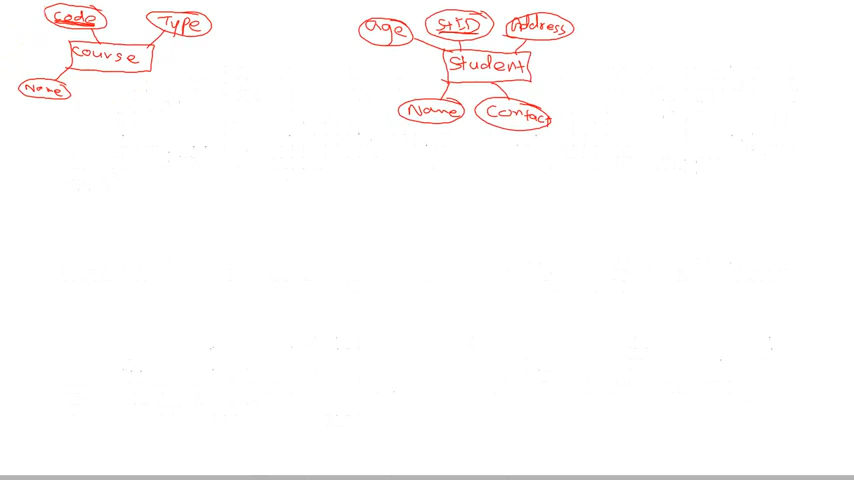 code
Type
course
Name
age
StID
Address
Student
Name
Contact